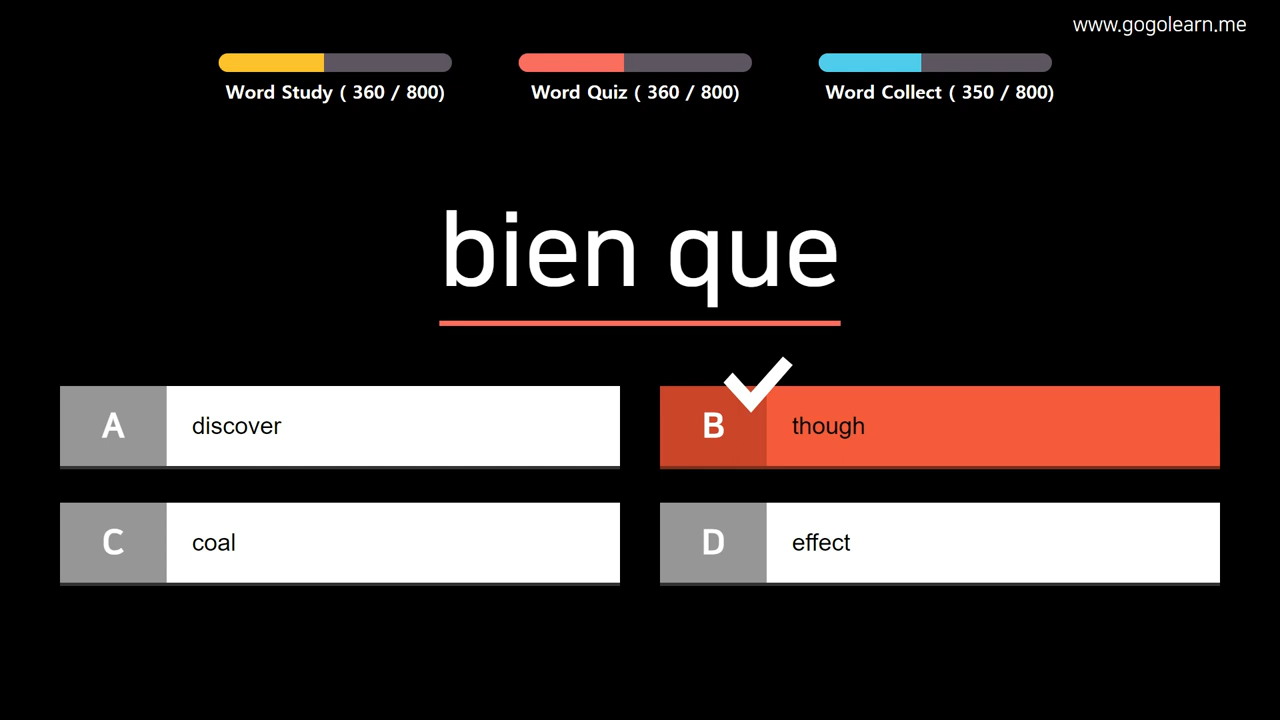 www.gogolearn.me
Word Study ( 360 / 800)
Word Quiz ( 360 / 800)
Word Collect ( 350 / 800)
bien que
A discover
B though
C coal
D effect